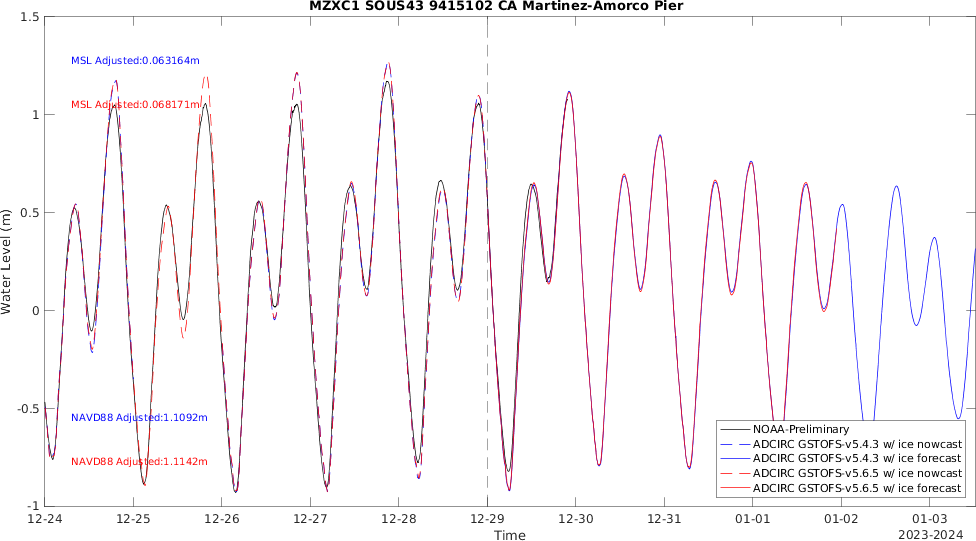 MZXC1 SOUS43 9415102 CA Martinez-Amorco Pier
1.5
MSL Adjusted:0.063164m
1
MSL Adjusted:0.068171m
0.5
Water Level (m)
0
-0.5
NAVD88 Adjusted:1.1092m
NAVD88 Adjusted:1.1142m
-1
NOAA-Preliminary
ADCIRC GSTOFS-v5.4.3 w/ ice nowcast
ADCIRC GSTOFS-v5.4.3 w/ ice forecast
ADCIRC GSTOFS-v5.6.5 w/ ice nowcast
ADCIRC GSTOFS-v5.6.5 w/ ice forecast
12-24 12-25 12-26 12-27 12-28 12-29 12-30 12-31 01-01 01-02 01-03
Time
2023-2024